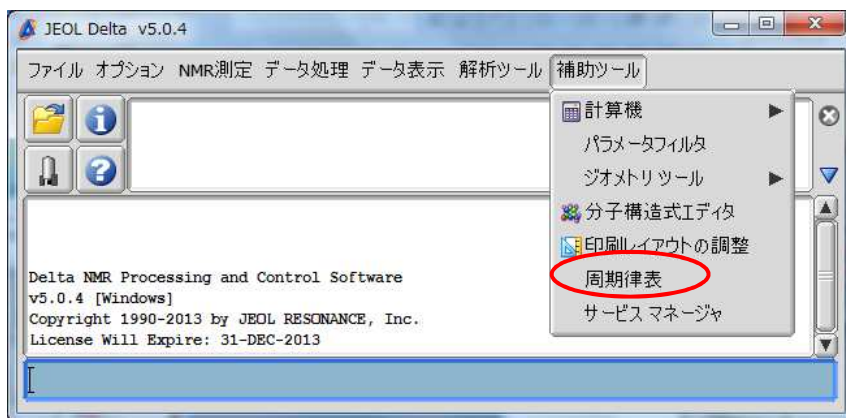 JEOL Delta v5.0.4
ファイル オプション NMR測定 データ処理 データ表示 解析ツール 補助ツール
計算機
パラメータフィルタ
ジオメトリ ツール
分子構造式エディタ
印刷レイアウトの調整
周期律表
サービス マネージャ
Delta NMR Processing and Control Software
v5.0.4 [Windows]
Copyright 1990-2013 by JEOL RESONANCE, Inc.
License Will Expire: 31-DEC-2013